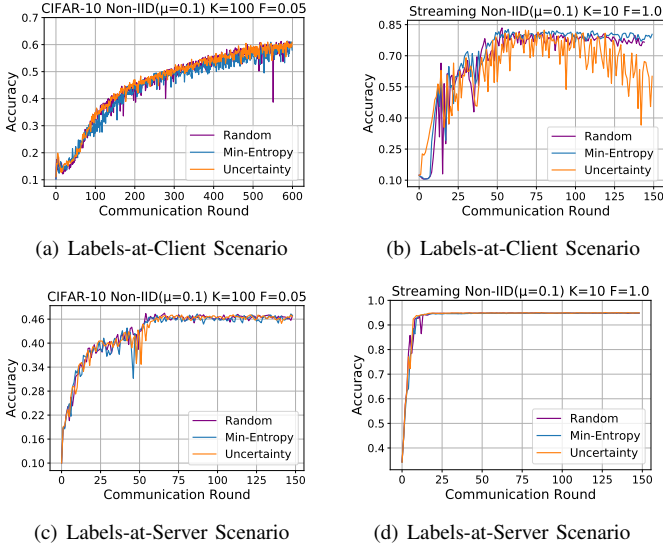 CIFAR-10 Non-IID(μ=0.1) K=100 F=0.05
0.7
0.6
0.5
0.4
0.3
0.2
0.1
Accuracy
Random
Min-Entropy
Uncertainty
0 100 200 300 400 500 600
Communication Round
(a) Labels-at-Client Scenario
Streaming Non-IID(μ=0.1) K=10 F=1.0
0.85
0.70
0.55
0.40
0.25
0.10
Accuracy
Random
Min-Entropy
Uncertainty
0 25 50 75 100 125 150
Communication Round
(b) Labels-at-Client Scenario
CIFAR-10 Non-IID(μ=0.1) K=100 F=0.05
0.46
0.40
0.34
0.28
0.22
0.16
0.10
Accuracy
Random
Min-Entropy
Uncertainty
0 25 50 75 100 125 150
Communication Round
(c) Labels-at-Server Scenario
Streaming Non-IID(μ=0.1) K=10 F=1.0
1.0
0.9
0.8
0.7
0.6
0.5
0.4
Accuracy
Random
Min-Entropy
Uncertainty
0 25 50 75 100 125 150
Communication Round
(d) Labels-at-Server Scenario